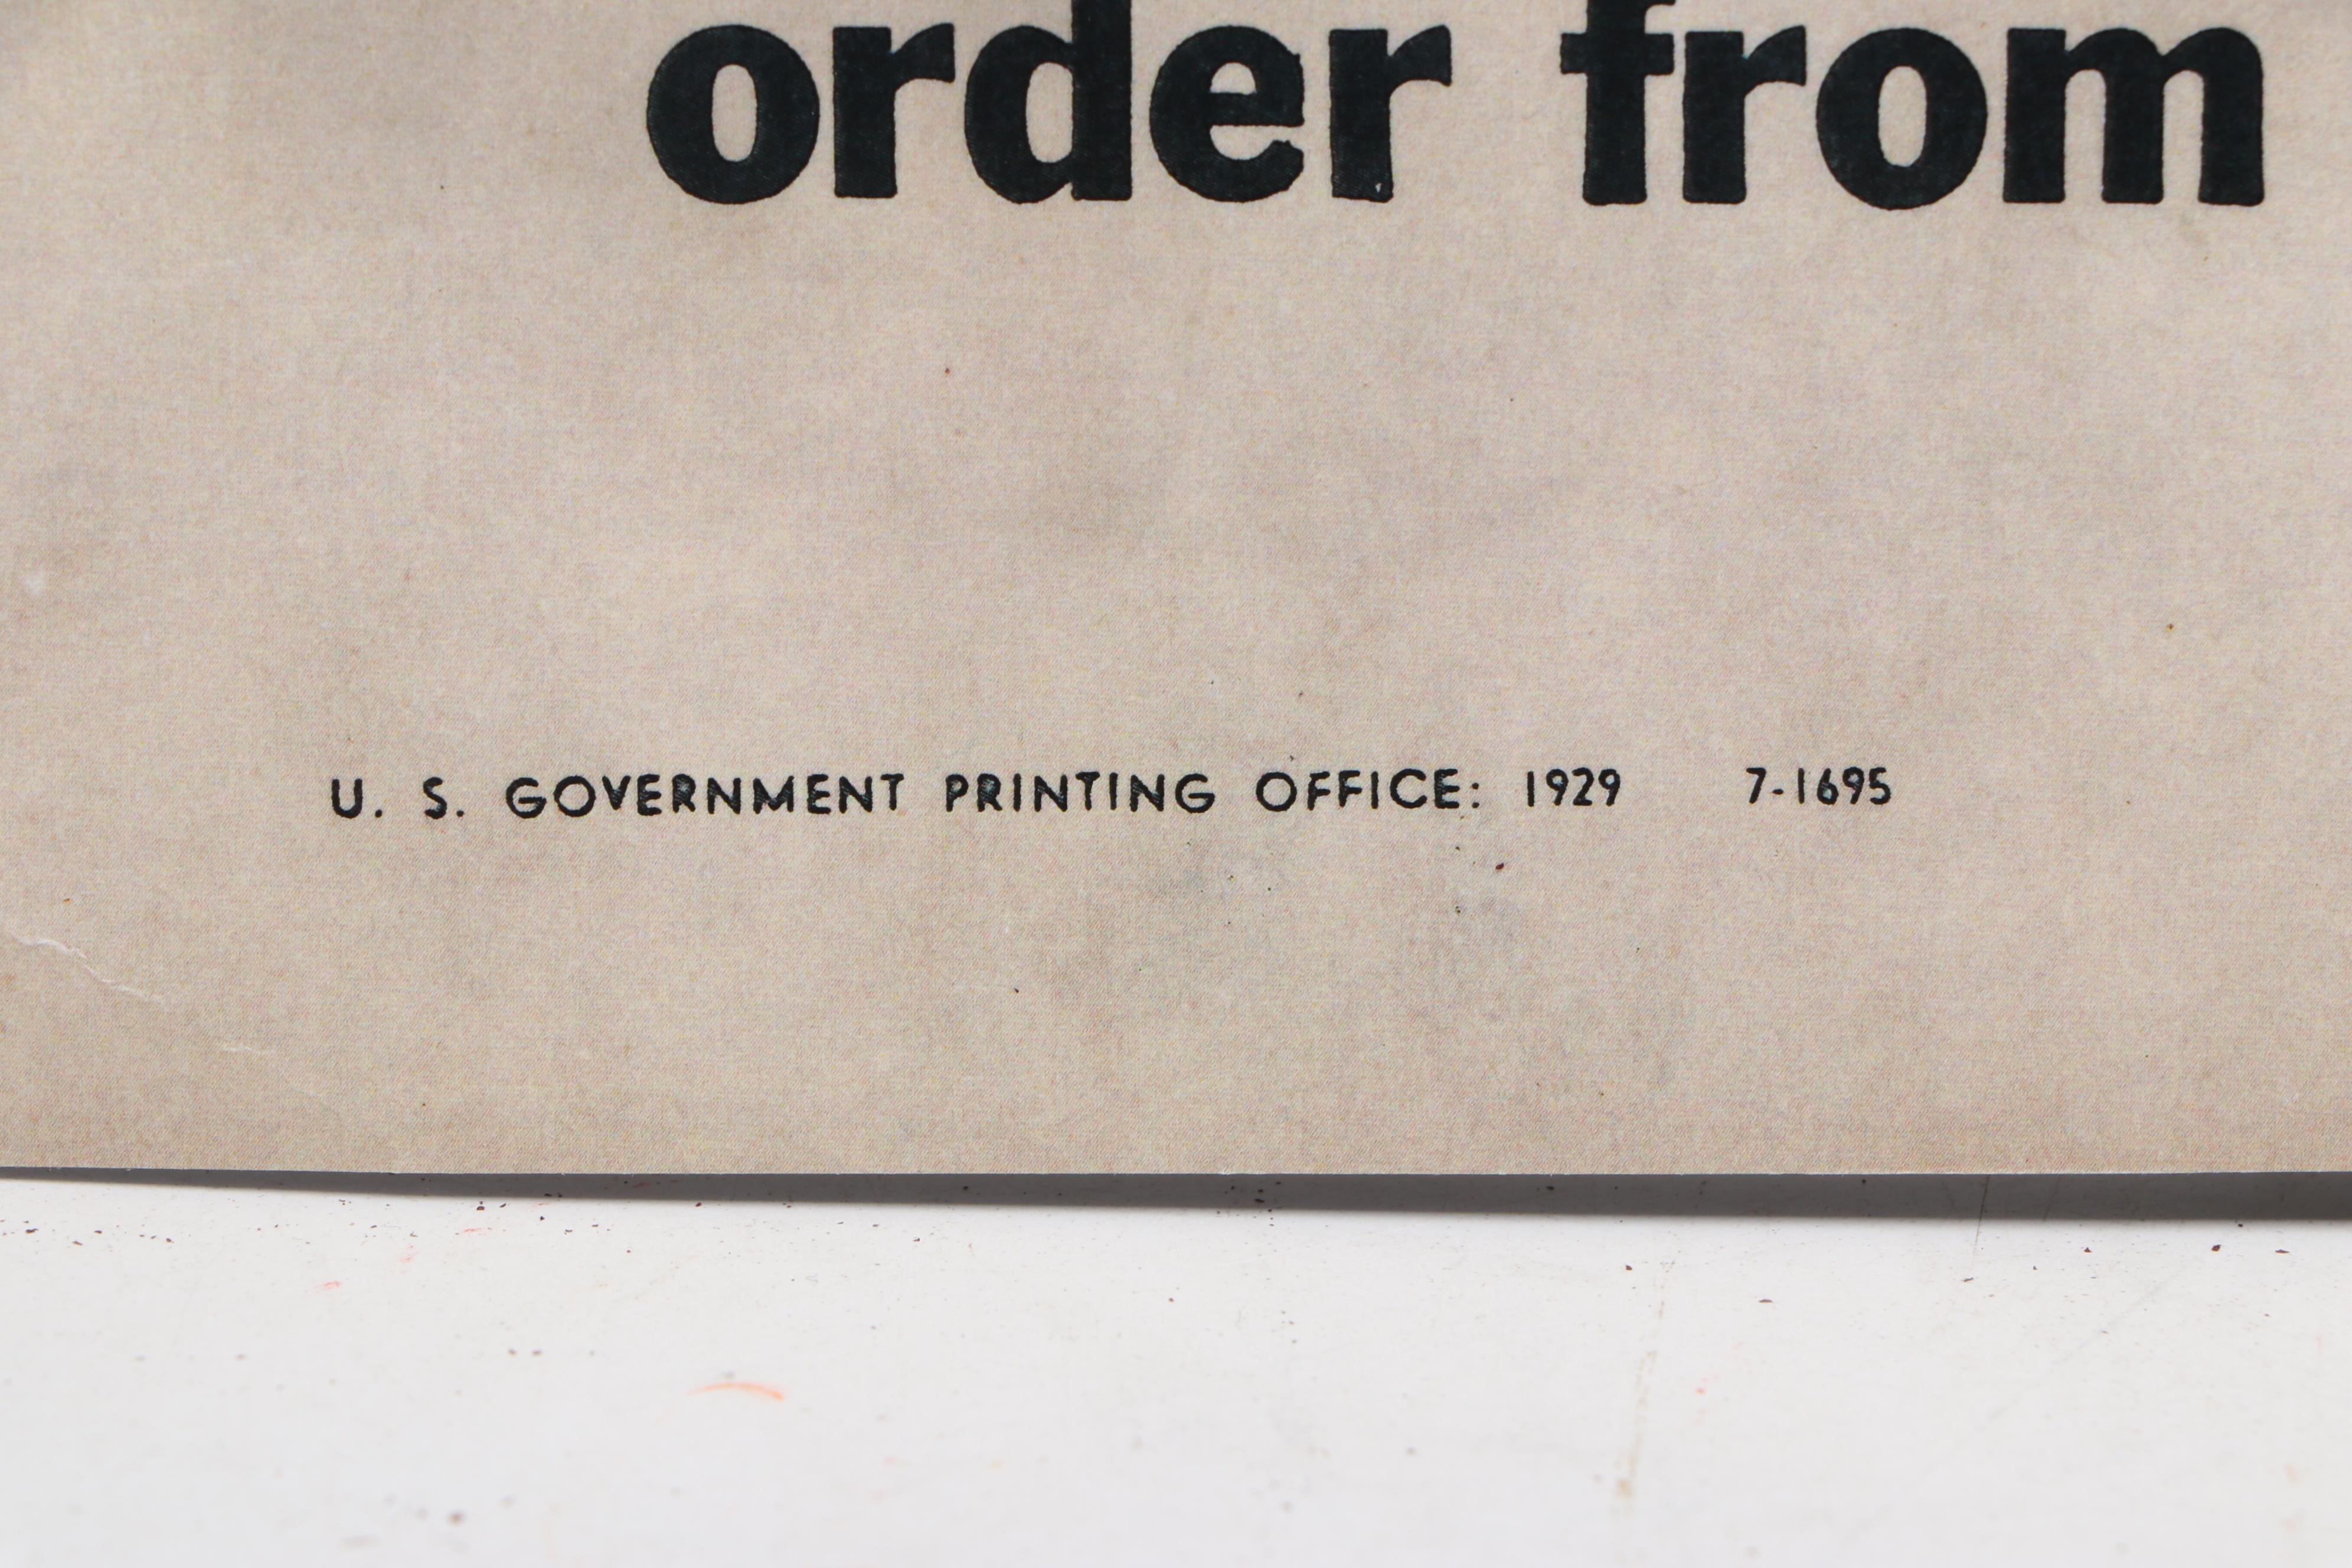 order from
U. S. GOVERNMENT PRINTING OFFICE: 1929 7-1695